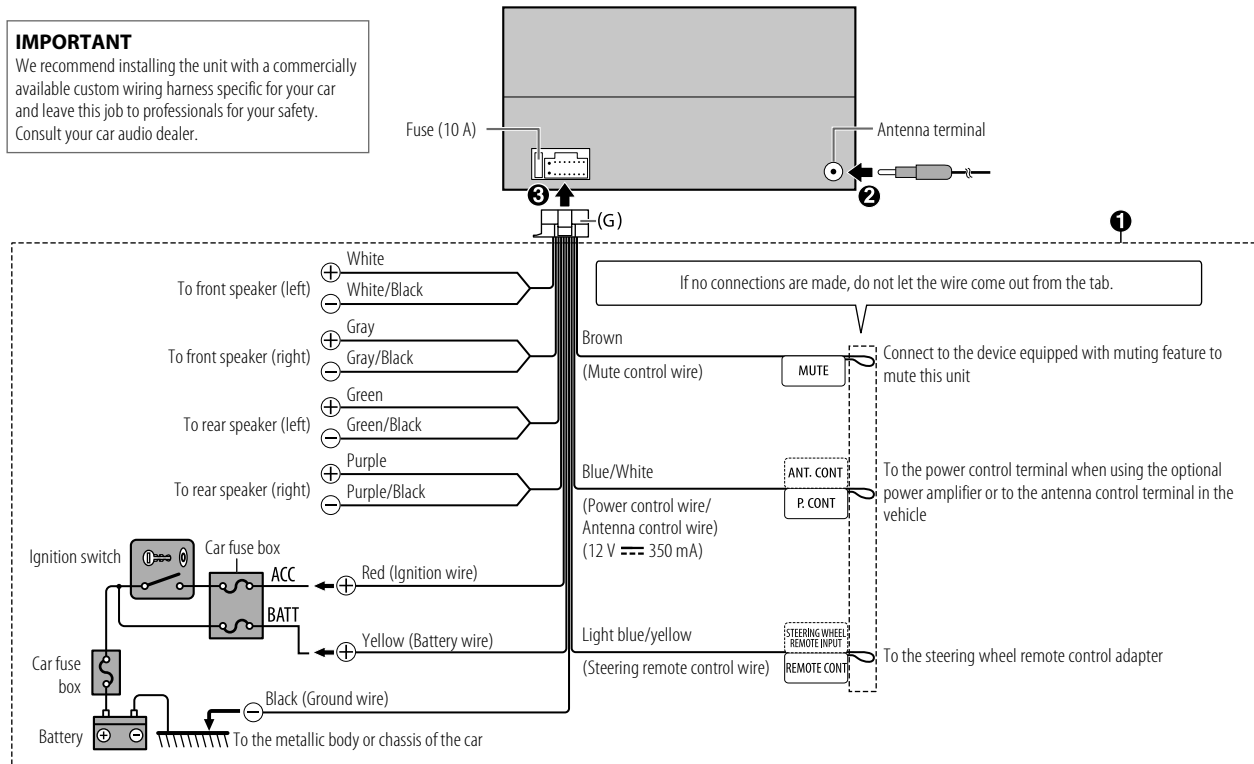 IMPORTANT
We recommend installing the unit with a commercially
available custom wiring harness specific for your car
and leave this job to professionals for your safety.
Consult your car audio dealer.
Fuse (10 A)
Antenna terminal
3
2
(G)
1
To front speaker (left)
White
White/Black
To front speaker (right)
Gray
Gray/Black
To rear speaker (left)
Green
Green/Black
To rear speaker (right)
Purple
Purple/Black
If no connections are made, do not let the wire come out from the tab.
Brown
(Mute control wire)
MUTE
Connect to the device equipped with muting feature to
mute this unit
Blue/White
(Power control wire/
Antenna control wire)
(12 V ⎓ 350 mA)
ANT. CONT
P. CONT
To the power control terminal when using the optional
power amplifier or to the antenna control terminal in the
vehicle
Ignition switch
Car fuse box
ACC
Red (Ignition wire)
BATT
Yellow (Battery wire)
Light blue/yellow
(Steering remote control wire)
STEERING WHEEL
REMOTE INPUT
REMOTE CONT
To the steering wheel remote control adapter
Car fuse
box
Black (Ground wire)
Battery
To the metallic body or chassis of the car